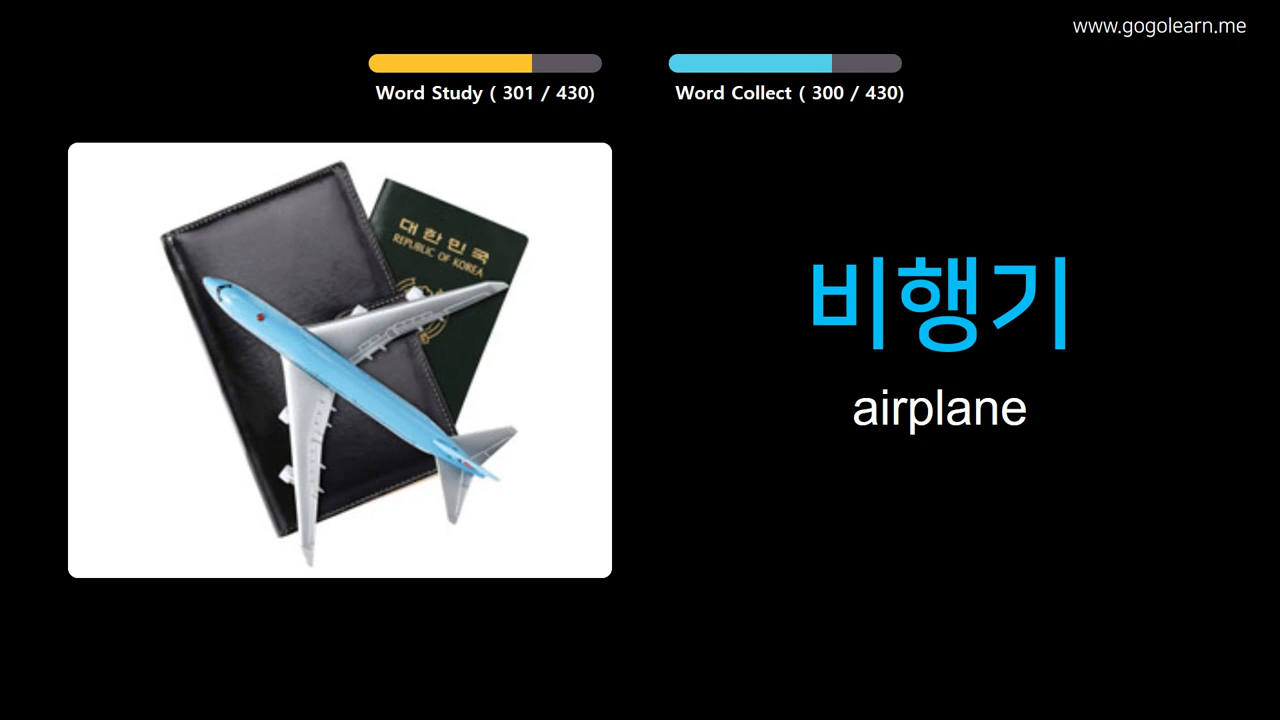 www.gogolearn.me
Word Study ( 301 / 430)
Word Collect ( 300 / 430)
대한민국
REPUBLIC OF KOREA
비행기
airplane